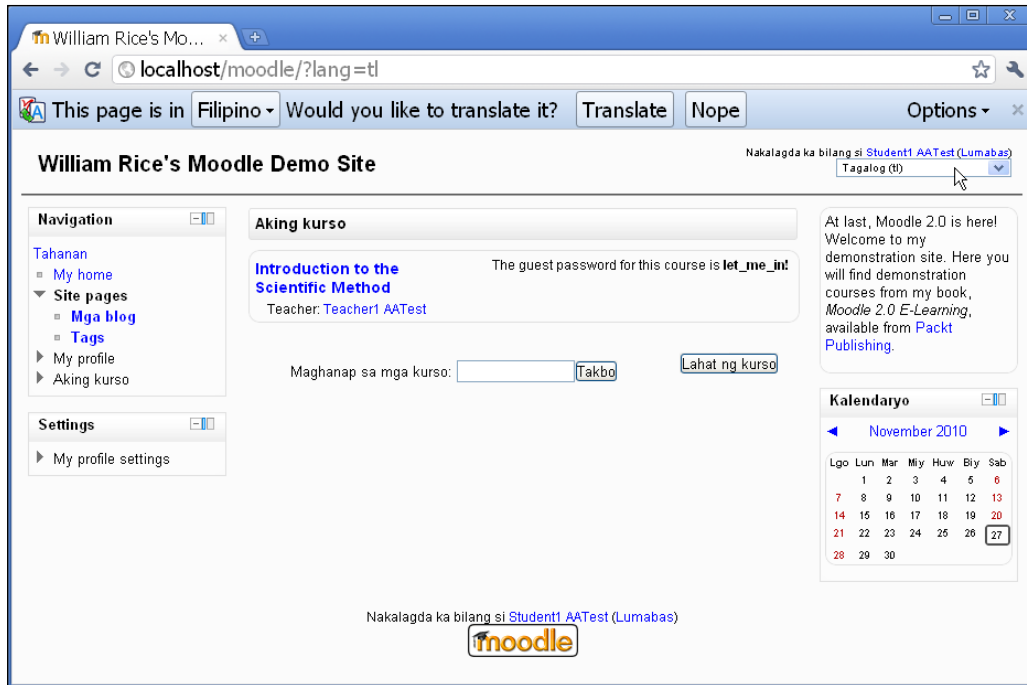 William Rice's Mo...
localhost/moodle/?lang=tl
This page is in Filipino Would you like to translate it? Translate Nope Options
William Rice's Moodle Demo Site
Nakalagda ka bilang si Student1 AATest (Lumabas)
Tagalog (tl)
Navigation
Tahanan
My home
Site pages
Mga blog
Tags
My profile
Aking kurso
Settings
My profile settings
Aking kurso
Introduction to the
Scientific Method
The guest password for this course is let_me_in!
Teacher: Teacher1 AATest
Maghanap sa mga kurso: Takbo
Lahat ng kurso
At last, Moodle 2.0 is here!
Welcome to my
demonstration site. Here you
will find demonstration
courses from my book,
Moodle 2.0 E-Learning,
available from Packt
Publishing.
Kalendaryo
November 2010
Lgo Lun Mar Miy Huw Biy Sab
1 2 3 4 5 6
7 8 9 10 11 12 13
14 15 16 17 18 19 20
21 22 23 24 25 26 27
28 29 30
Nakalagda ka bilang si Student1 AATest (Lumabas)
moodle